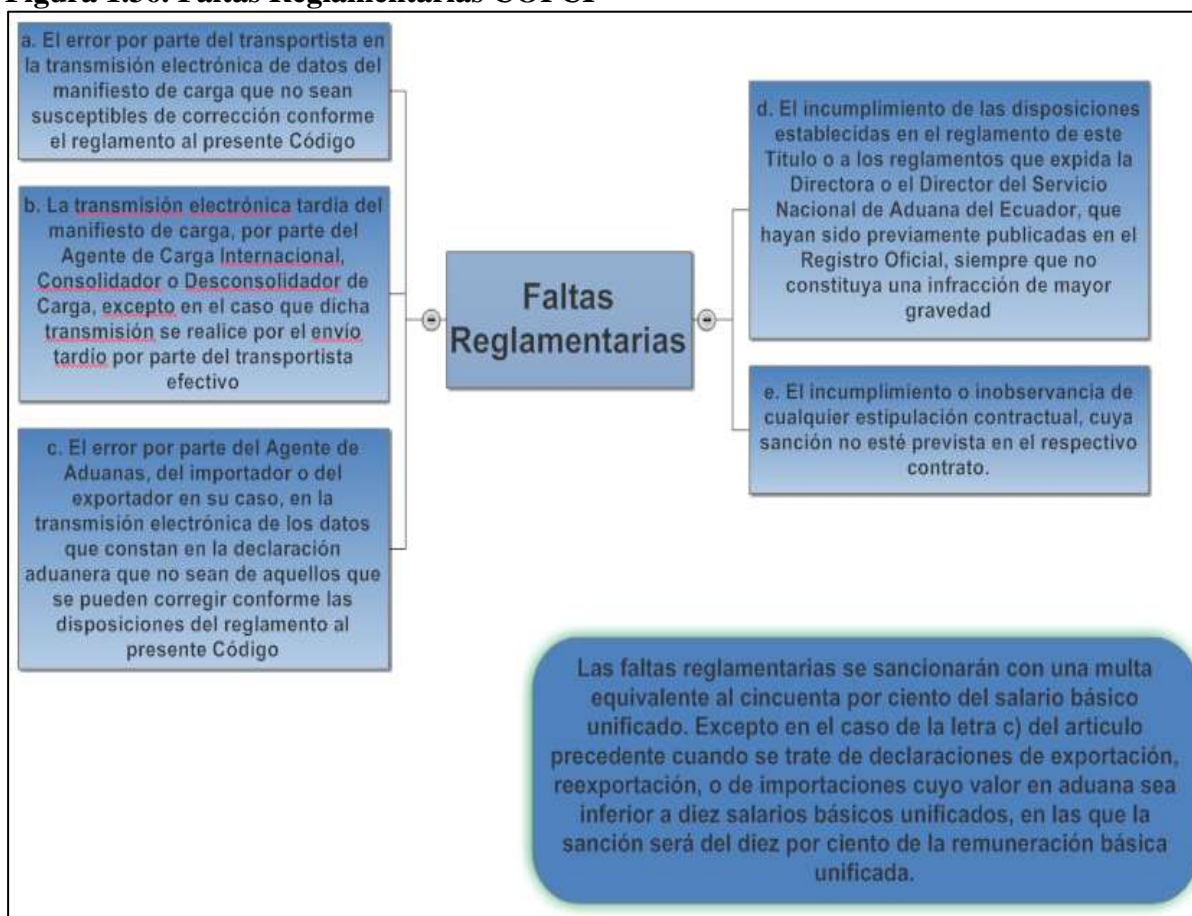 a. El error por parte del transportista en
la transmisión electrónica de datos del
manifiesto de carga que no sean
susceptibles de corrección conforme
el reglamento al presente Código
b. La transmisión electrónica tardia del
manifiesto de carga, por parte del
Agente de Carga Internacional,
Consolidador o Desconsolidador de
Carga, excepto en el caso que dicha
transmisión se realice por el envío
tardío por parte del transportista
efectivo
c. El error por parte del Agente de
Aduanas, del importador o del
exportador en su caso, en la
transmisión electrónica de los datos
que constan en la declaración
aduanera que no sean de aquellos que
se pueden corregir conforme las
disposiciones del reglamento al
presente Código
Faltas
Reglamentarias
d. El incumplimiento de las disposiciones
establecidas en el reglamento de este
Título o a los reglamentos que expida la
Directora o el Director del Servicio
Nacional de Aduana del Ecuador, que
hayan sido previamente publicadas en el
Registro Oficial, siempre que no
constituya una infracción de mayor
gravedad
e. El incumplimiento o inobservancia de
cualquier estipulación contractual, cuya
sanción no esté prevista en el respectivo
contrato.
Las faltas reglamentarias se sancionarán con una multa
equivalente al cincuenta por ciento del salario básico
unificado. Excepto en el caso de la letra c) del articulo
precedente cuando se trate de declaraciones de exportación,
reexportación, o de importaciones cuyo valor en aduana sea
inferior a diez salarios básicos unificados, en las que la
sanción será del diez por ciento de la remuneración básica
unificada.